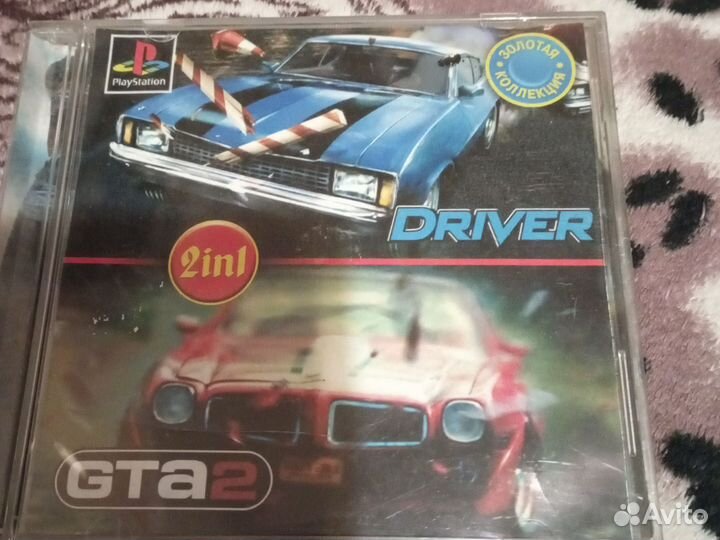 PlayStation
ЗОЛОТАЯ
КОЛЛЕКЦИЯ
DRIVER
2in1
GTA2
Avito